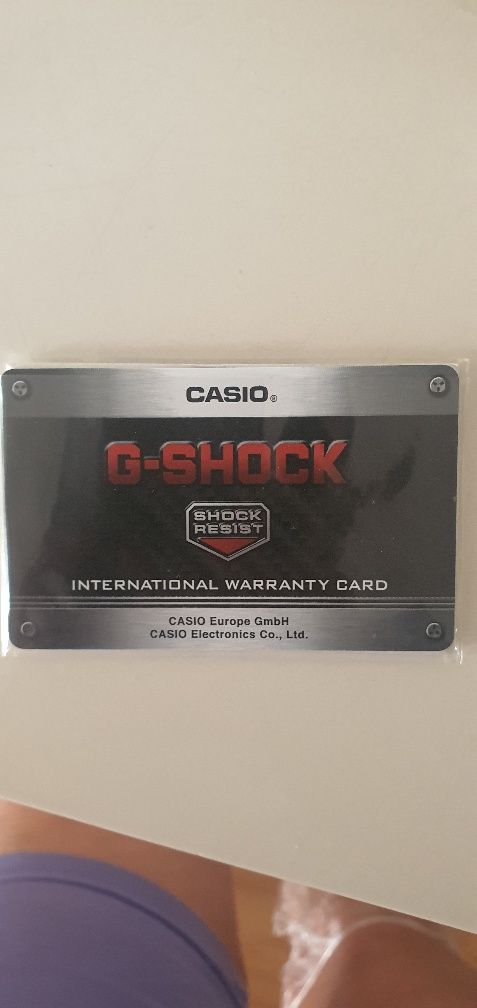 CASIO®
G-SHOCK
SHOCK
RESIST
INTERNATIONAL WARRANTY CARD
CASIO Europe GmbH
CASIO Electronics Co., Ltd.